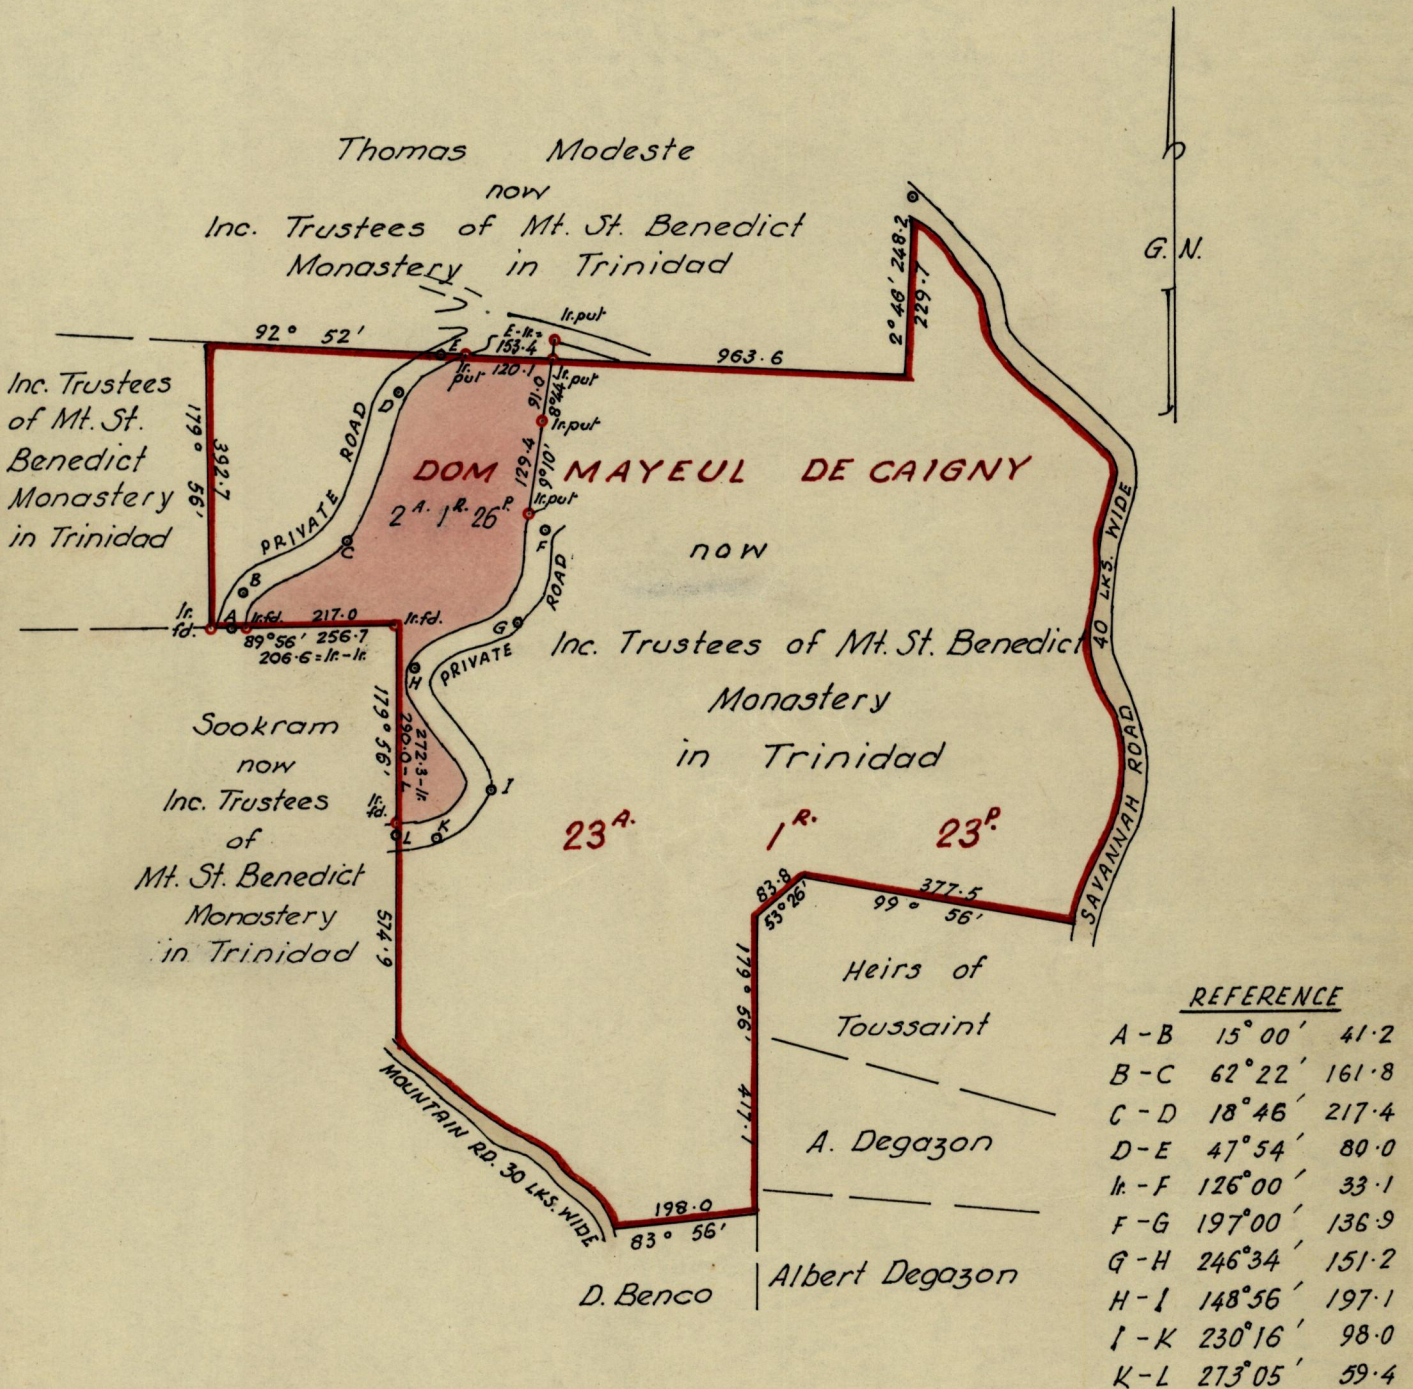 Thomas Modeste
now
Inc. Trustees of Mt. St. Benedict
Monastery in Trinidad
G. N.
92° 52'
E
E-Ir.=
153.4
120.1
Ir. put
Ir. put
Ir. put
Ir. put
Ir. put
963.6
2° 46' 248.2
229.7
Inc. Trustees
of Mt. St.
Benedict
Monastery
in Trinidad
179° 56'
392.7
PRIVATE ROAD
D
C
B
A
91.0
8°44'
129.4
9°10'
DOM MAYEUL DE CAIGNY
2 A. 1 R. 26 P.
now
Inc. Trustees of Mt. St. Benedict
Monastery
in Trinidad
23 A. 1 R. 23 P.
F
G
PRIVATE ROAD
H
I
K
L
Ir. fd.
Ir. fd.
Ir. fd.
217.0
89°56' 256.7
206.6 = Ir.-Ir.
179° 56'
290.0-L
272.3-Ir.
Ir. fd.
574.9
Sookram
now
Inc. Trustees
of
Mt. St. Benedict
Monastery
in Trinidad
40 LKS. WIDE
SAVANNAH ROAD
83.8
53°26'
377.5
99° 56'
179° 56'
417.1
Heirs of
Toussaint
A. Degazon
Albert Degazon
MOUNTAIN RD. 30 LKS. WIDE
198.0
83° 56'
D. Benco
REFERENCE
A-B 15°00' 41.2
B-C 62°22' 161.8
C-D 18°46' 217.4
D-E 47°54' 80.0
Ir.-F 126°00' 33.1
F-G 197°00' 136.9
G-H 246°34' 151.2
H-I 148°56' 197.1
I-K 230°16' 98.0
K-L 273°05' 59.4